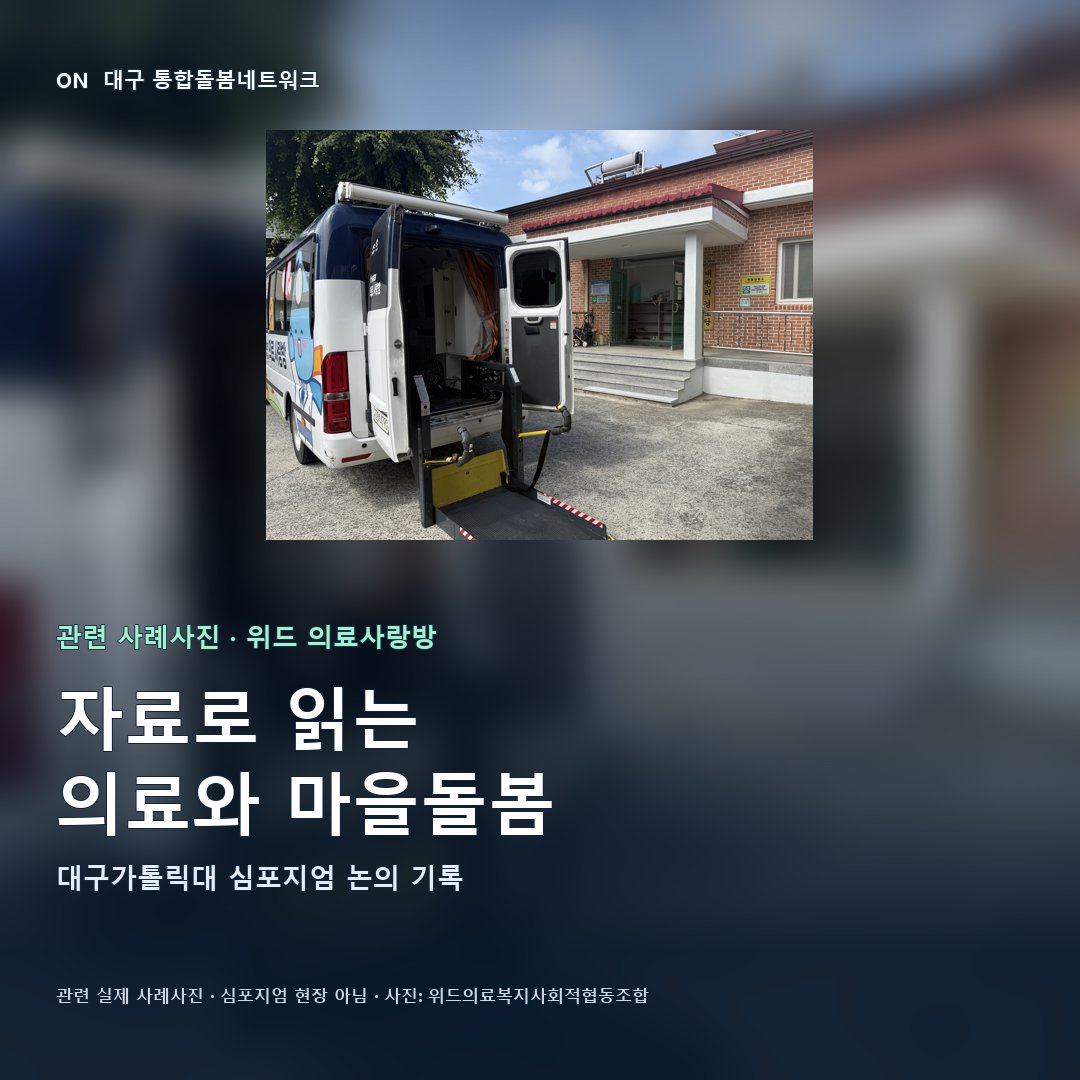 ON 대구 통합돌봄네트워크
관련 사례사진 · 위드 의료사랑방
자료로 읽는
의료와 마을돌봄
대구가톨릭대 심포지엄 논의 기록
관련 실제 사례사진 · 심포지엄 현장 아님 · 사진: 위드의료복지사회적협동조합